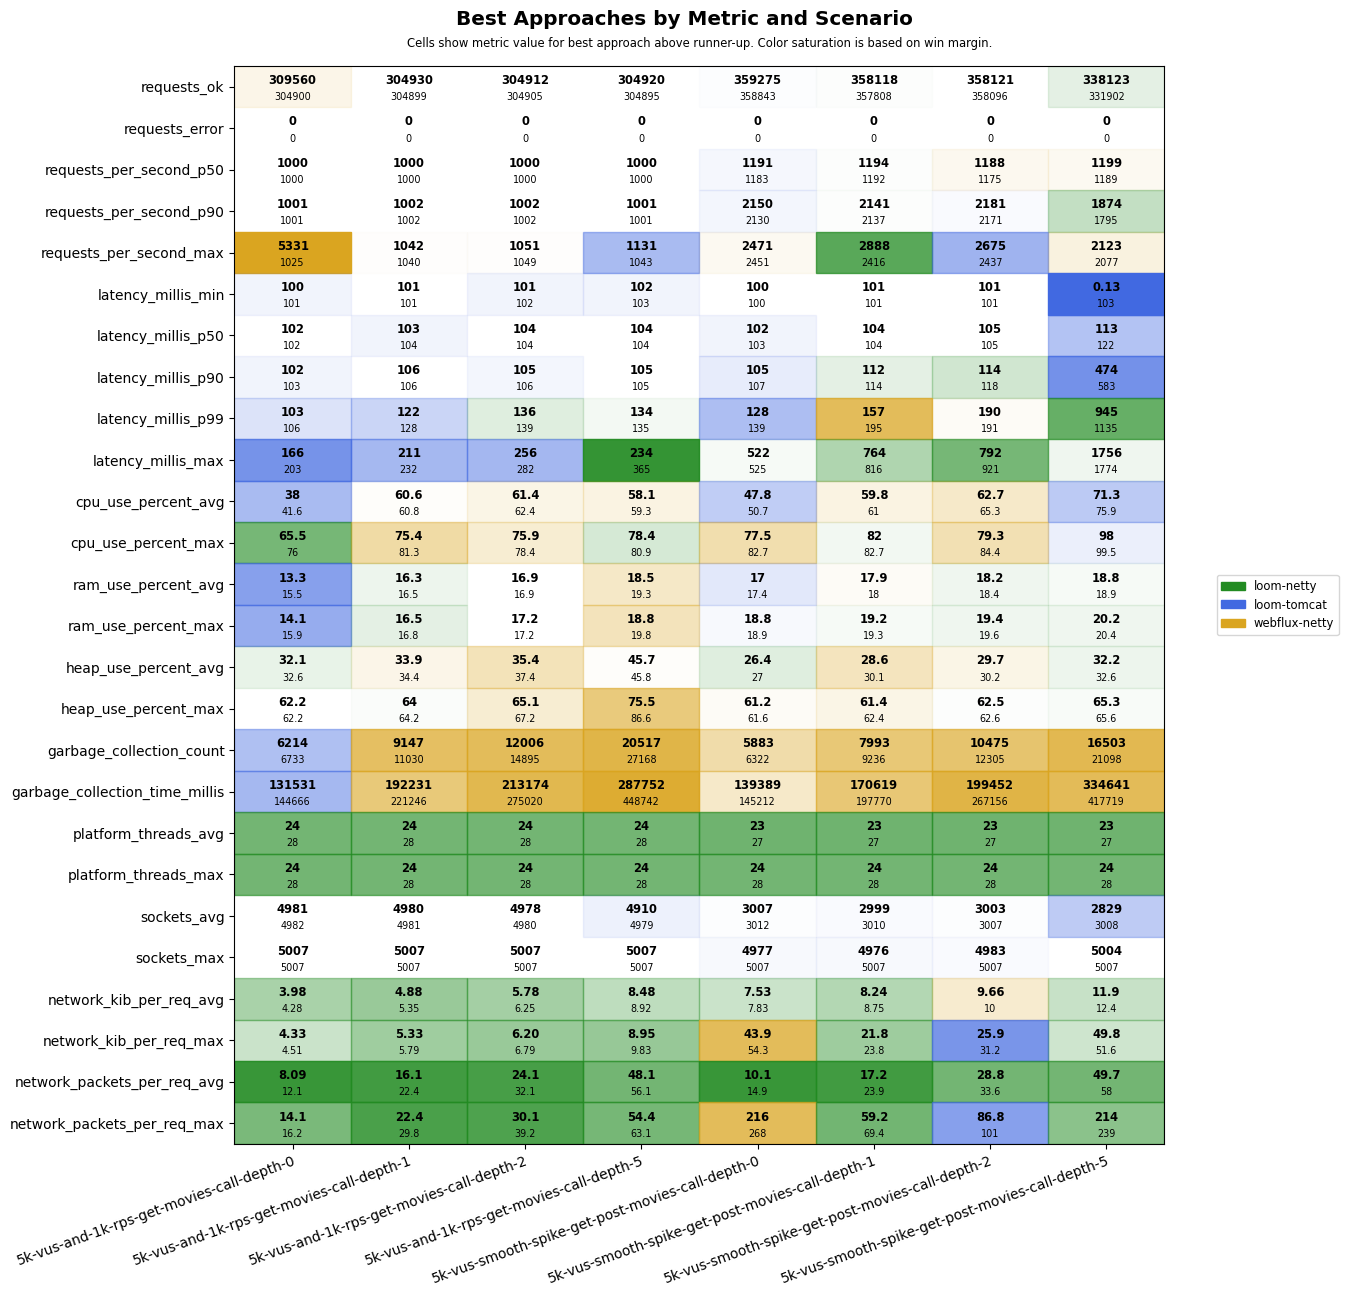 Best Approaches by Metric and Scenario
Cells show metric value for best approach above runner-up. Color saturation is based on win margin.
requests_ok
309560 304930 304912 304920 359275 358118 358121 338123
304900 304899 304905 304895 358843 357808 358096 331902
requests_error
0 0 0 0 0 0 0 0
0 0 0 0 0 0 0 0
requests_per_second_p50
1000 1000 1000 1000 1191 1194 1188 1199
1000 1000 1000 1000 1183 1192 1175 1189
requests_per_second_p90
1001 1002 1002 1001 2150 2141 2181 1874
1001 1002 1002 1001 2130 2137 2171 1795
requests_per_second_max
5331 1042 1051 1131 2471 2888 2675 2123
1025 1040 1049 1043 2451 2416 2437 2077
latency_millis_min
100 101 101 102 100 101 101 0.13
101 101 102 103 100 101 101 103
latency_millis_p50
102 103 104 104 102 104 105 113
102 104 104 104 103 104 105 122
latency_millis_p90
102 106 105 105 105 112 114 474
103 106 106 105 107 114 118 583
latency_millis_p99
103 122 136 134 128 157 190 945
106 128 139 135 139 195 191 1135
latency_millis_max
166 211 256 234 522 764 792 1756
203 232 282 365 525 816 921 1774
cpu_use_percent_avg
38 60.6 61.4 58.1 47.8 59.8 62.7 71.3
41.6 60.8 62.4 59.3 50.7 61 65.3 75.9
cpu_use_percent_max
65.5 75.4 75.9 78.4 77.5 82 79.3 98
76 81.3 78.4 80.9 82.7 82.7 84.4 99.5
ram_use_percent_avg
13.3 16.3 16.9 18.5 17 17.9 18.2 18.8
15.5 16.5 16.9 19.3 17.4 18 18.4 18.9
ram_use_percent_max
14.1 16.5 17.2 18.8 18.8 19.2 19.4 20.2
15.9 16.8 17.2 19.8 18.9 19.3 19.6 20.4
heap_use_percent_avg
32.1 33.9 35.4 45.7 26.4 28.6 29.7 32.2
32.6 34.4 37.4 45.8 27 30.1 30.2 32.6
heap_use_percent_max
62.2 64 65.1 75.5 61.2 61.4 62.5 65.3
62.2 64.2 67.2 86.6 61.6 62.4 62.6 65.6
garbage_collection_count
6214 9147 12006 20517 5883 7993 10475 16503
6733 11030 14895 27168 6322 9236 12305 21098
garbage_collection_time_millis
131531 192231 213174 287752 139389 170619 199452 334641
144666 221246 275020 448742 145212 197770 267156 417719
platform_threads_avg
24 24 24 24 23 23 23 23
28 28 28 28 27 27 27 27
platform_threads_max
24 24 24 24 24 24 24 24
28 28 28 28 28 28 28 28
sockets_avg
4981 4980 4978 4910 3007 2999 3003 2829
4982 4981 4980 4979 3012 3010 3007 3008
sockets_max
5007 5007 5007 5007 4977 4976 4983 5004
5007 5007 5007 5007 5007 5007 5007 5007
network_kib_per_req_avg
3.98 4.88 5.78 8.48 7.53 8.24 9.66 11.9
4.28 5.35 6.25 8.92 7.83 8.75 10 12.4
network_kib_per_req_max
4.33 5.33 6.20 8.95 43.9 21.8 25.9 49.8
4.51 5.79 6.79 9.83 54.3 23.8 31.2 51.6
network_packets_per_req_avg
8.09 16.1 24.1 48.1 10.1 17.2 28.8 49.7
12.1 22.4 32.1 56.1 14.9 23.9 33.6 58
network_packets_per_req_max
14.1 22.4 30.1 54.4 216 59.2 86.8 214
16.2 29.8 39.2 63.1 268 69.4 101 239
5k-vus-and-1k-rps-get-movies-call-depth-0
5k-vus-and-1k-rps-get-movies-call-depth-1
5k-vus-and-1k-rps-get-movies-call-depth-2
5k-vus-and-1k-rps-get-movies-call-depth-5
5k-vus-smooth-spike-get-post-movies-call-depth-0
5k-vus-smooth-spike-get-post-movies-call-depth-1
5k-vus-smooth-spike-get-post-movies-call-depth-2
5k-vus-smooth-spike-get-post-movies-call-depth-5
loom-netty
loom-tomcat
webflux-netty